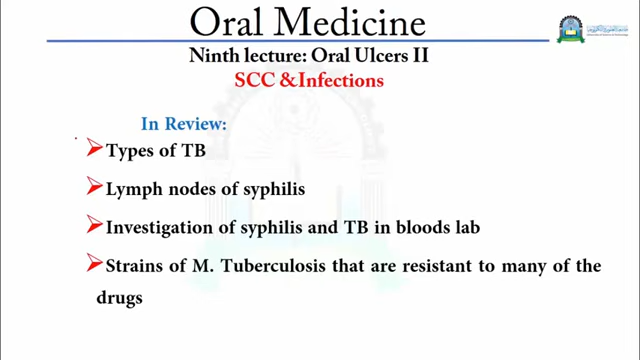 Oral Medicine
Ninth lecture: Oral Ulcers II
SCC &Infections
In Review:
Types of TB
Lymph nodes of syphilis
Investigation of syphilis and TB in bloods lab
Strains of M. Tuberculosis that are resistant to many of the
drugs